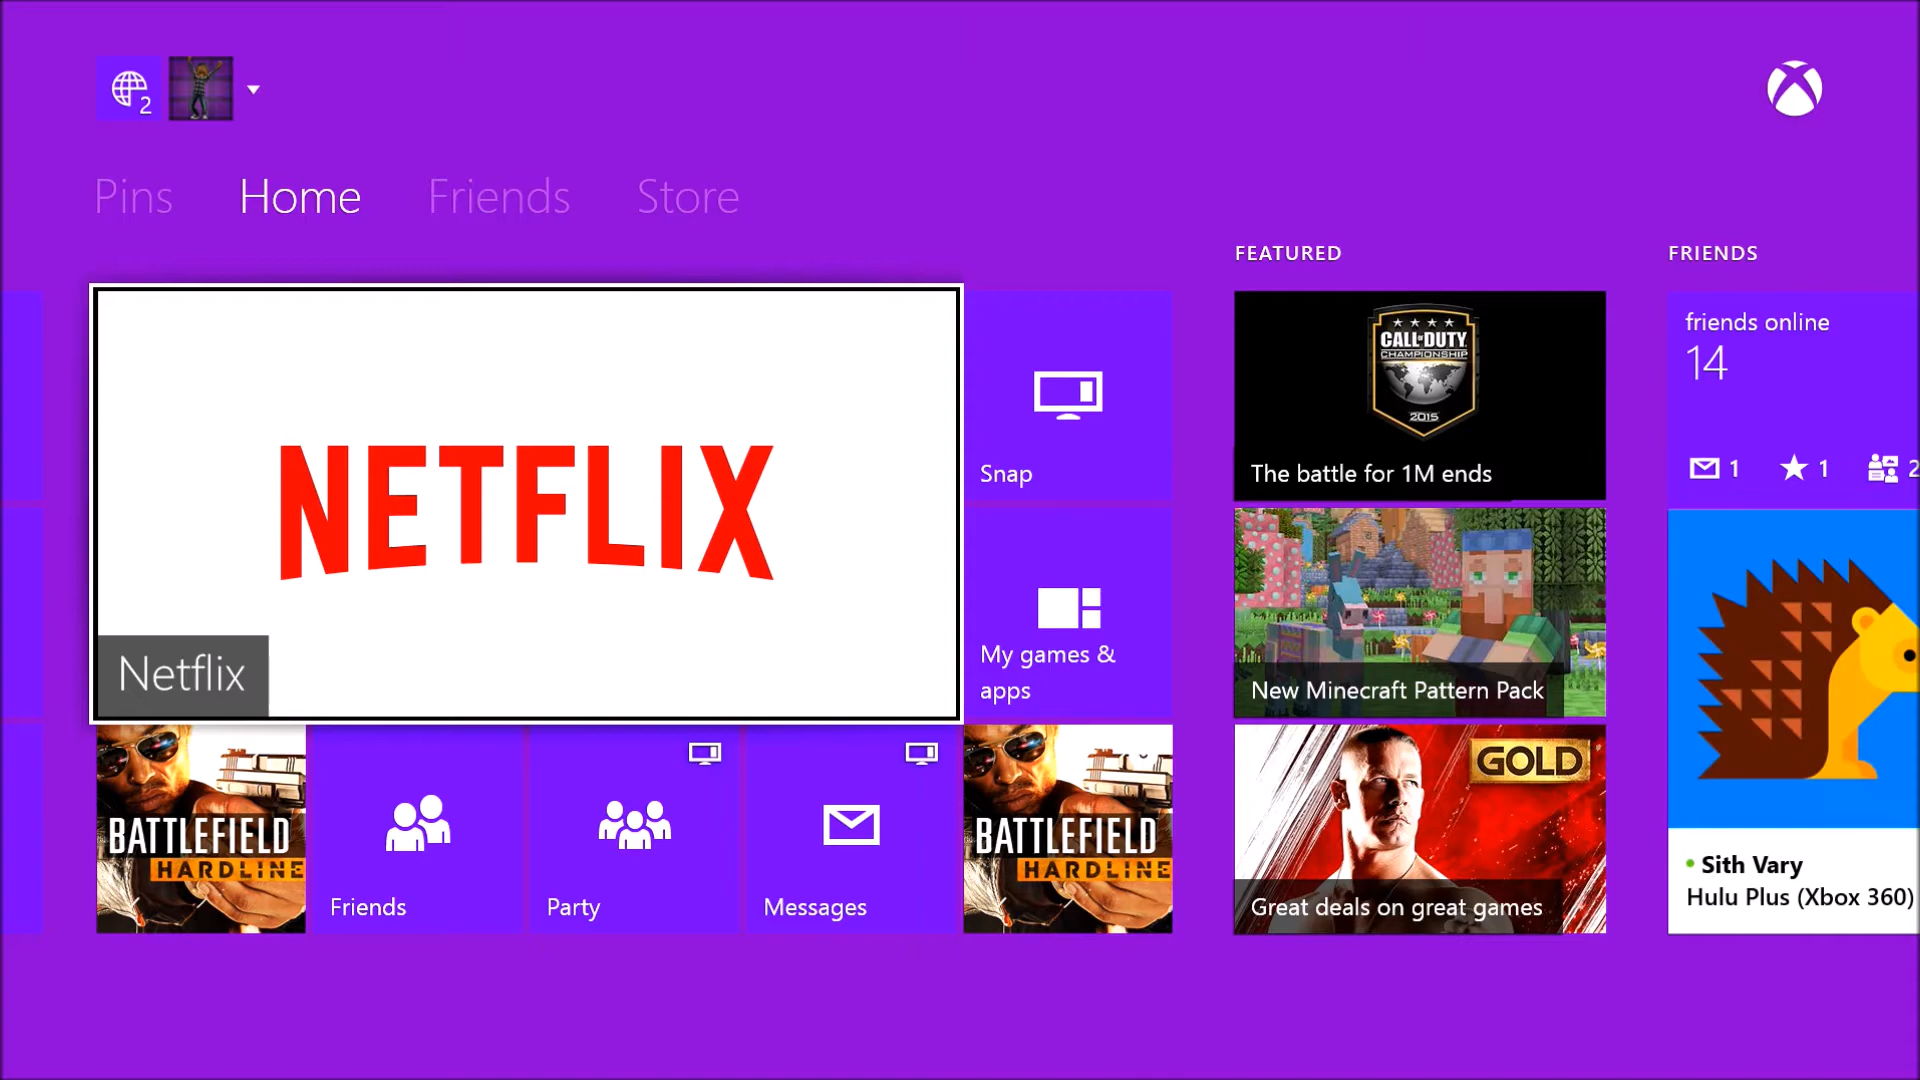 2
Pins
Home
Friends
Store
FEATURED
FRIENDS
NETFLIX
Netflix
Snap
My games &
apps
CALL OF DUTY
CHAMPIONSHIP
2015
The battle for 1M ends
New Minecraft Pattern Pack
GOLD
Great deals on great games
friends online
14
1
1
2
Sith Vary
Hulu Plus (Xbox 360)
BATTLEFIELD
HARDLINE
Friends
Party
Messages
BATTLEFIELD
HARDLINE